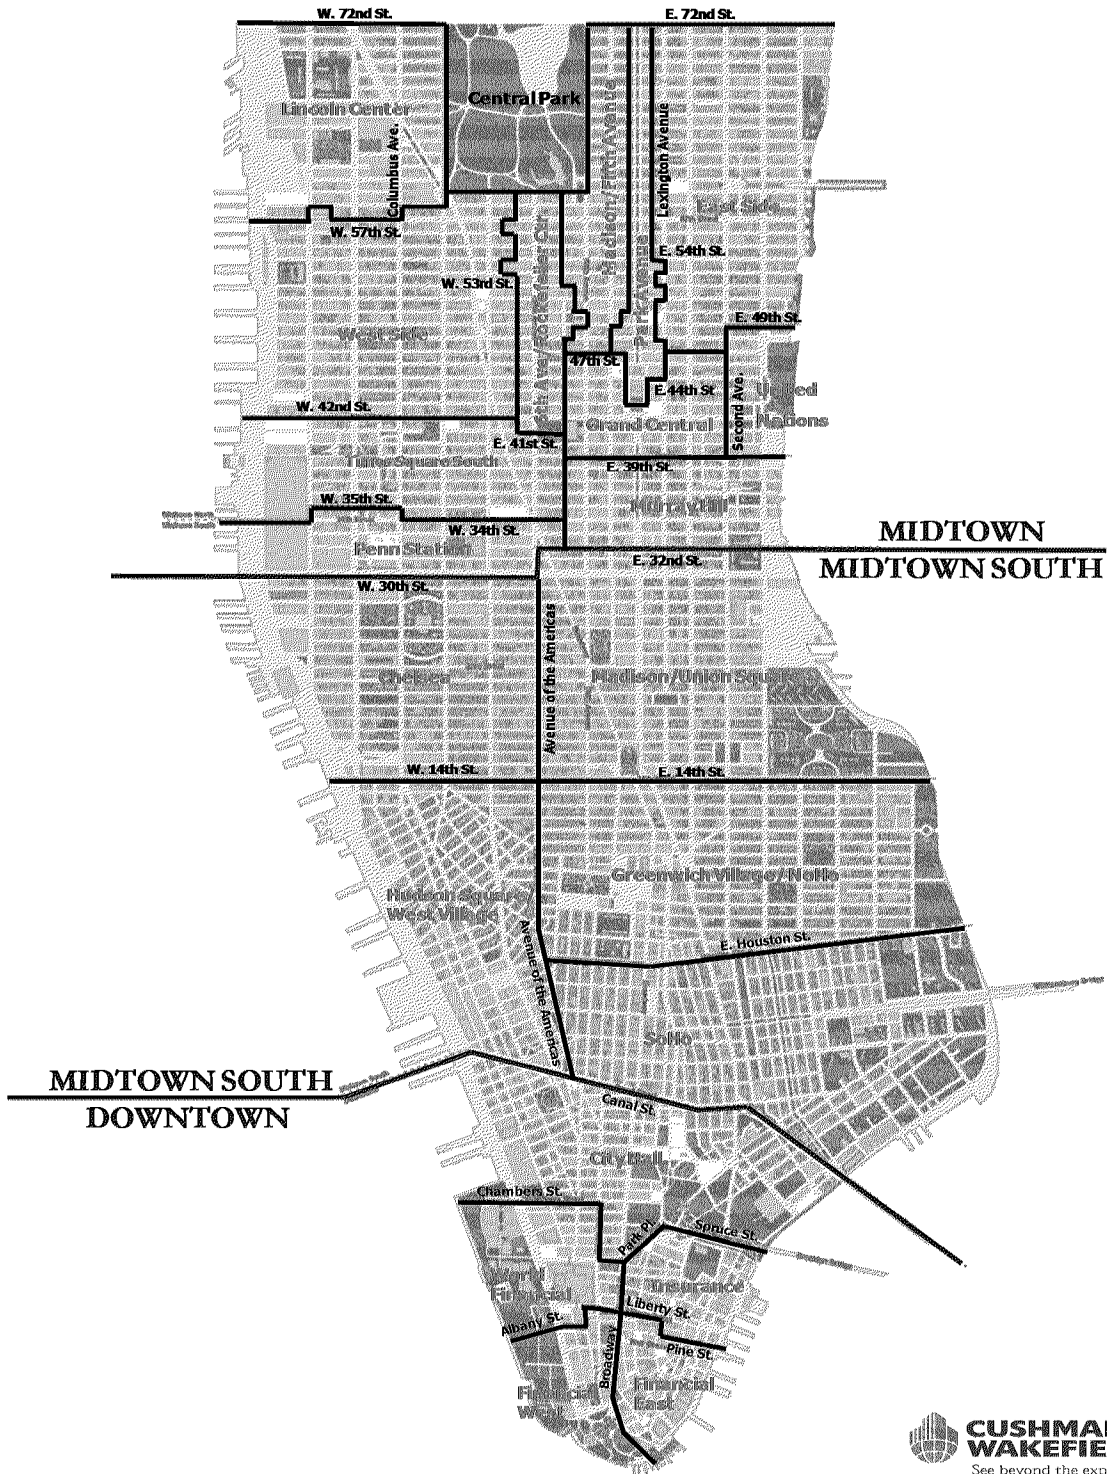 W. 72nd St.
E. 72nd St.
Central Park
Lincoln Center
Columbus Ave.
Madison/Fifth Avenue
Lexington Avenue
East Side
W. 57th St.
E. 54th St.
W. 53rd St.
6th Ave/Rockefeller Ctr
Park Avenue
West Side
E. 49th St.
47th St.
E. 44th St.
United
Nations
Second Ave.
W. 42nd St.
Grand Central
E. 41st St.
Times Square South
E. 39th St.
W. 35th St.
Murray Hill
W. 34th St.
Penn Station
MIDTOWN
E. 32nd St.
MIDTOWN SOUTH
W. 30th St.
Avenue of the Americas
Chelsea
Madison/Union Square
W. 14th St.
E. 14th St.
Greenwich Village/ NoHo
Hudson Square/
West Village
Avenue of the Americas
E. Houston St.
SoHo
MIDTOWN SOUTH
DOWNTOWN
Canal St.
City Hall
Chambers St.
Park Pl.
Spruce St.
World
Financial
Insurance
Liberty St.
Albany St.
Broadway
Pine St.
Financial
West
Financial
East
CUSHMA
WAKEFIE
See beyond the exp